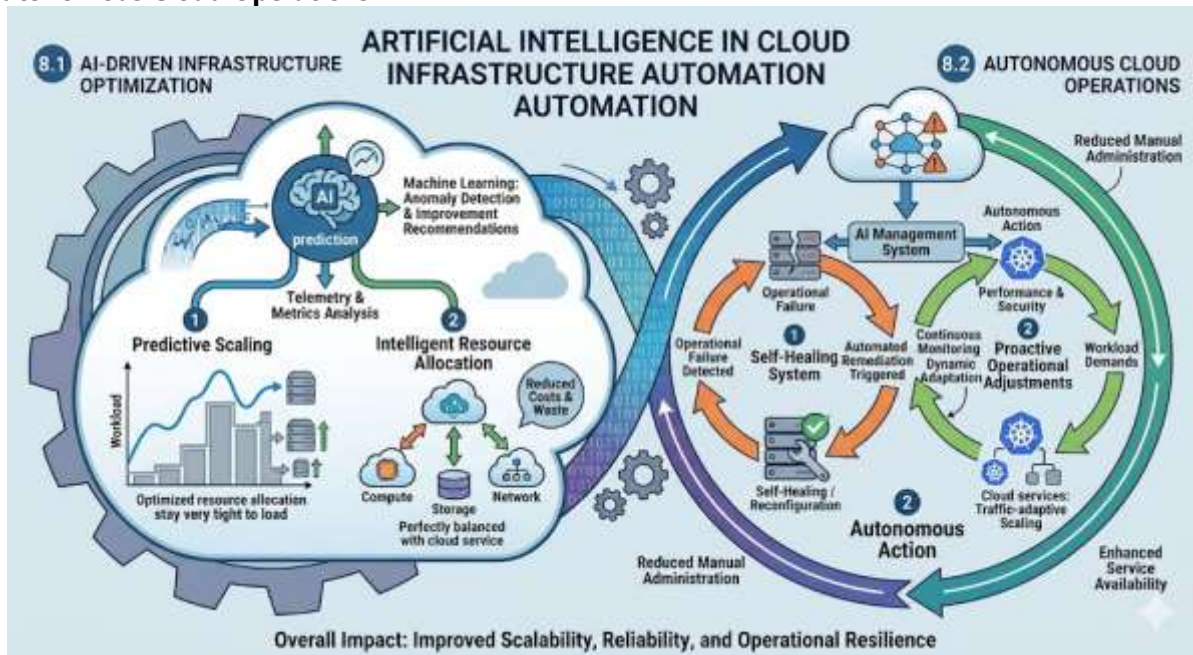 ARTIFICIAL INTELLIGENCE IN CLOUD
INFRASTRUCTURE AUTOMATION
AUTOMATION
8.1 AI-DRIVEN INFRASTRUCTURE
OPTIMIZATION
AI
prediction
Machine Learning:
Anomaly Detection
& Improvement
Recommendations
Telemetry &
Metrics Analysis
1
Predictive Scaling
Workload
Optimized resource allocation
stay very tight to load
2
Intelligent Resource
Allocation
Reduced
Costs &
Waste
Compute
Storage
Network
Perfectly balanced
with cloud service
8.2 AUTONOMOUS CLOUD
OPERATIONS
Reduced Manual
Administration
AI Management
System
Autonomous
Action
Operational
Failure
Performance &
Security
Operational
Failure
Detected
1
Self-Healing
System
Automated
Remediation
Triggered
Continuous
Monitoring
Dynamic
Adaptation
2
Proactive
Operational
Adjustments
Workload
Demands
Self-Healing /
Reconfiguration
Cloud services:
Traffic-adaptive
Scaling
2
Autonomous
Action
Reduced Manual
Administration
Enhanced
Service
Availability
Overall Impact: Improved Scalability, Reliability, and Operational Resilience